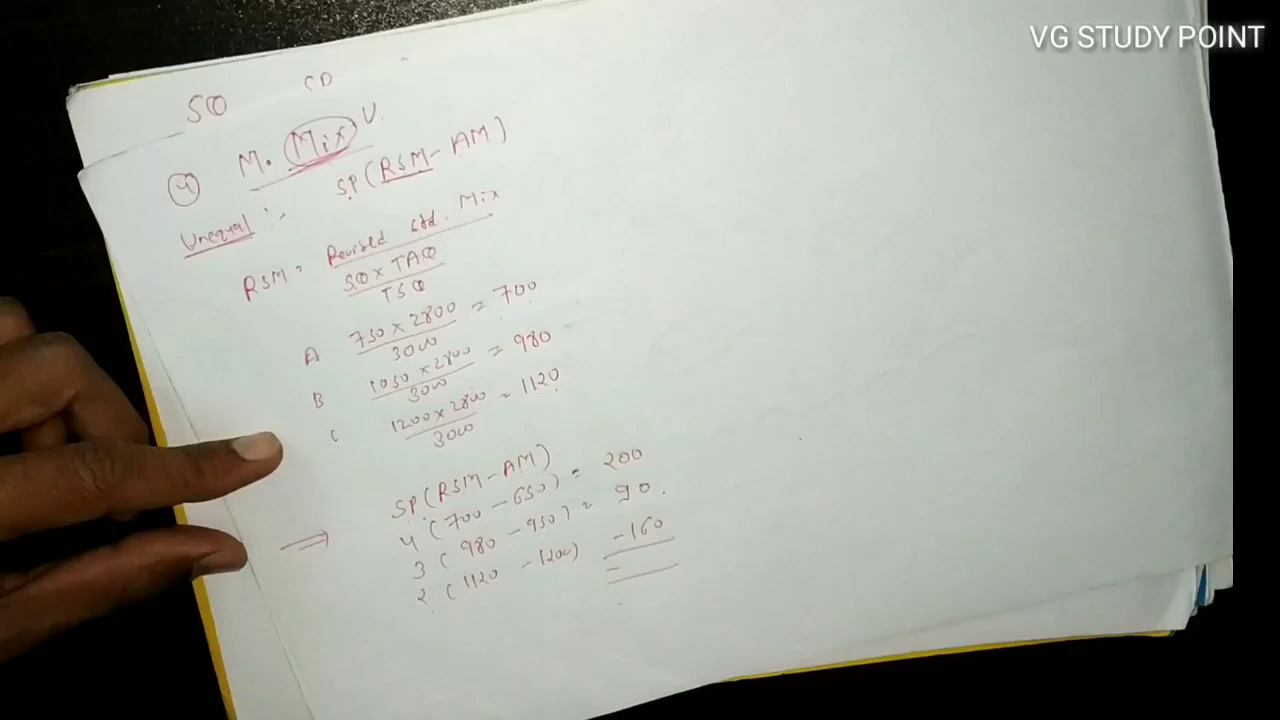 VG STUDY POINT
SQ
(4) M. Mix V.
SP (RSM - AM)
Unequal :-
RSM = Revised std. Mix
SQ x TAQ
TSQ
A 750 x 2800 = 700
3000
B 1050 x 2800 = 980
3000
C 1200 x 2800 = 1120
3000
SP (RSM - AM)
⇒ 4 (700 - 650) = 200
3 (980 - 950) = 90.
2 (1120 - 1200) -160
=